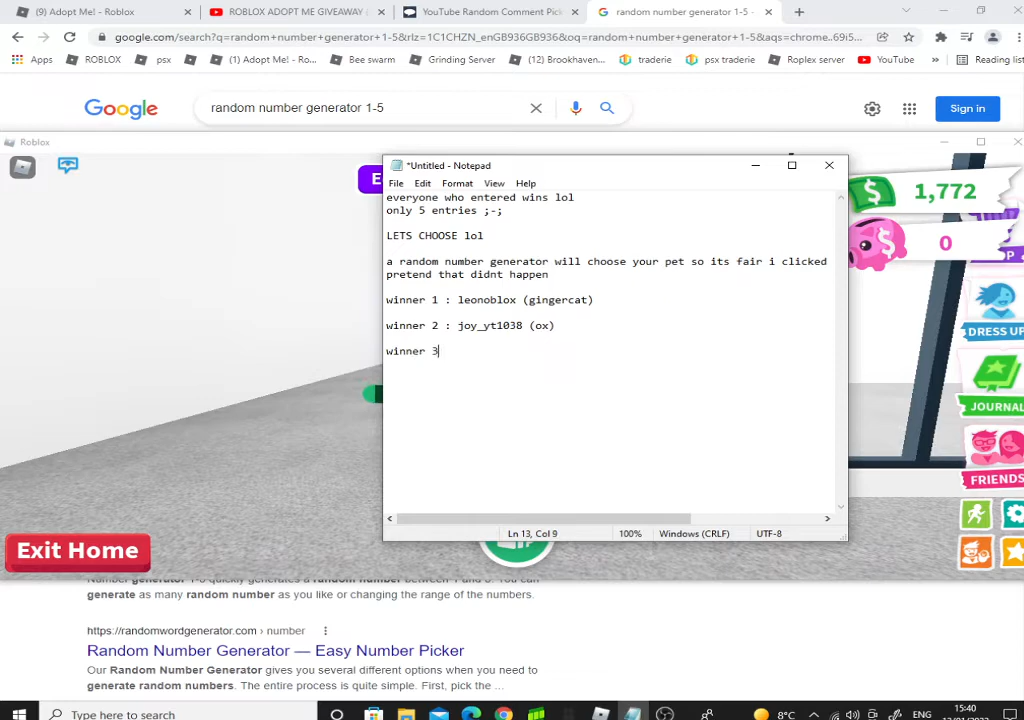 (9) Adopt Me! - Roblox
ROBLOX ADOPT ME GIVEAWAY
YouTube Random Comment Pick
random number generator 1-5 -
google.com/search?q=random+number+generator+1-5&rlz=1C1CHZN_enGB936GB936&oq=random+number+generator+1-5&aqs=chrome..69i5...
Apps
ROBLOX
psx
(1) Adopt Me! - Ro...
Bee swarm
Grinding Server
(12) Brookhaven...
traderie
psx traderie
Roplex server
YouTube
»
Reading list
Google
random number generator 1-5
Sign in
Roblox
E
*Untitled - Notepad
File Edit Format View Help
everyone who entered wins lol
only 5 entries ;-;
LETS CHOOSE lol
a random number generator will choose your pet so its fair i clicked
pretend that didnt happen
winner 1 : leonoblox (gingercat)
winner 2 : joy_yt1038 (ox)
winner 3
Ln 13, Col 9
100%
Windows (CRLF)
UTF-8
1,772
0
DRESS UP
JOURNAL
FRIENDS
Exit Home
generate as many random number as you like or changing the range of the numbers.
https://randomwordgenerator.com › number
Random Number Generator — Easy Number Picker
Our Random Number Generator gives you several different options when you need to
generate random numbers. The entire process is quite simple. First, pick the ...
Type here to search
8°C
ENG
15:40